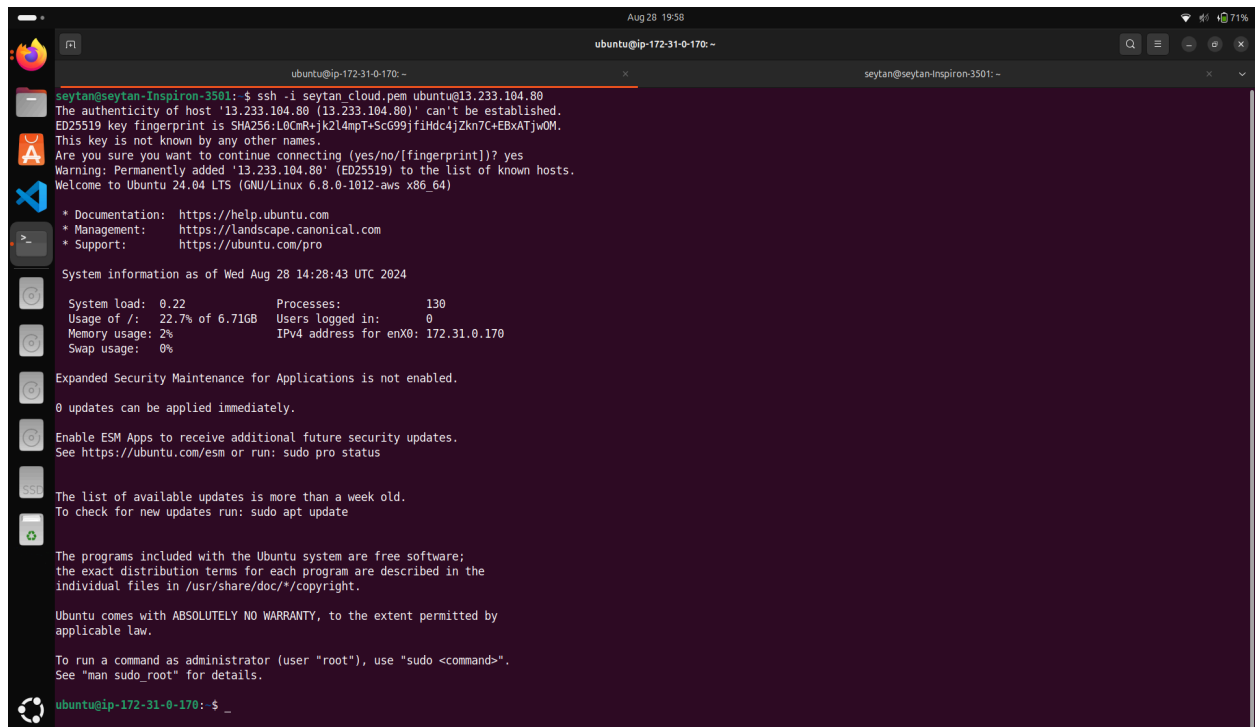 Aug 28 19:58
71%
ubuntu@ip-172-31-0-170: ~
ubuntu@ip-172-31-0-170: ~
seytan@seytan-Inspiron-3501: ~
seytan@seytan-Inspiron-3501:~$ ssh -i seytan_cloud.pem ubuntu@13.233.104.80
The authenticity of host '13.233.104.80 (13.233.104.80)' can't be established.
ED25519 key fingerprint is SHA256:L0CmR+jk2l4mpT+ScG99jfiHdc4jZkn7C+EBxATjwOM.
This key is not known by any other names.
Are you sure you want to continue connecting (yes/no/[fingerprint])? yes
Warning: Permanently added '13.233.104.80' (ED25519) to the list of known hosts.
Welcome to Ubuntu 24.04 LTS (GNU/Linux 6.8.0-1012-aws x86_64)
* Documentation: https://help.ubuntu.com
* Management: https://landscape.canonical.com
* Support: https://ubuntu.com/pro
System information as of Wed Aug 28 14:28:43 UTC 2024
System load: 0.22 Processes: 130
Usage of /: 22.7% of 6.71GB Users logged in: 0
Memory usage: 2% IPv4 address for enX0: 172.31.0.170
Swap usage: 0%
Expanded Security Maintenance for Applications is not enabled.
0 updates can be applied immediately.
Enable ESM Apps to receive additional future security updates.
See https://ubuntu.com/esm or run: sudo pro status
SSD
The list of available updates is more than a week old.
To check for new updates run: sudo apt update
The programs included with the Ubuntu system are free software;
the exact distribution terms for each program are described in the
individual files in /usr/share/doc/*/copyright.
Ubuntu comes with ABSOLUTELY NO WARRANTY, to the extent permitted by
applicable law.
To run a command as administrator (user "root"), use "sudo <command>".
See "man sudo_root" for details.
ubuntu@ip-172-31-0-170:~$ _